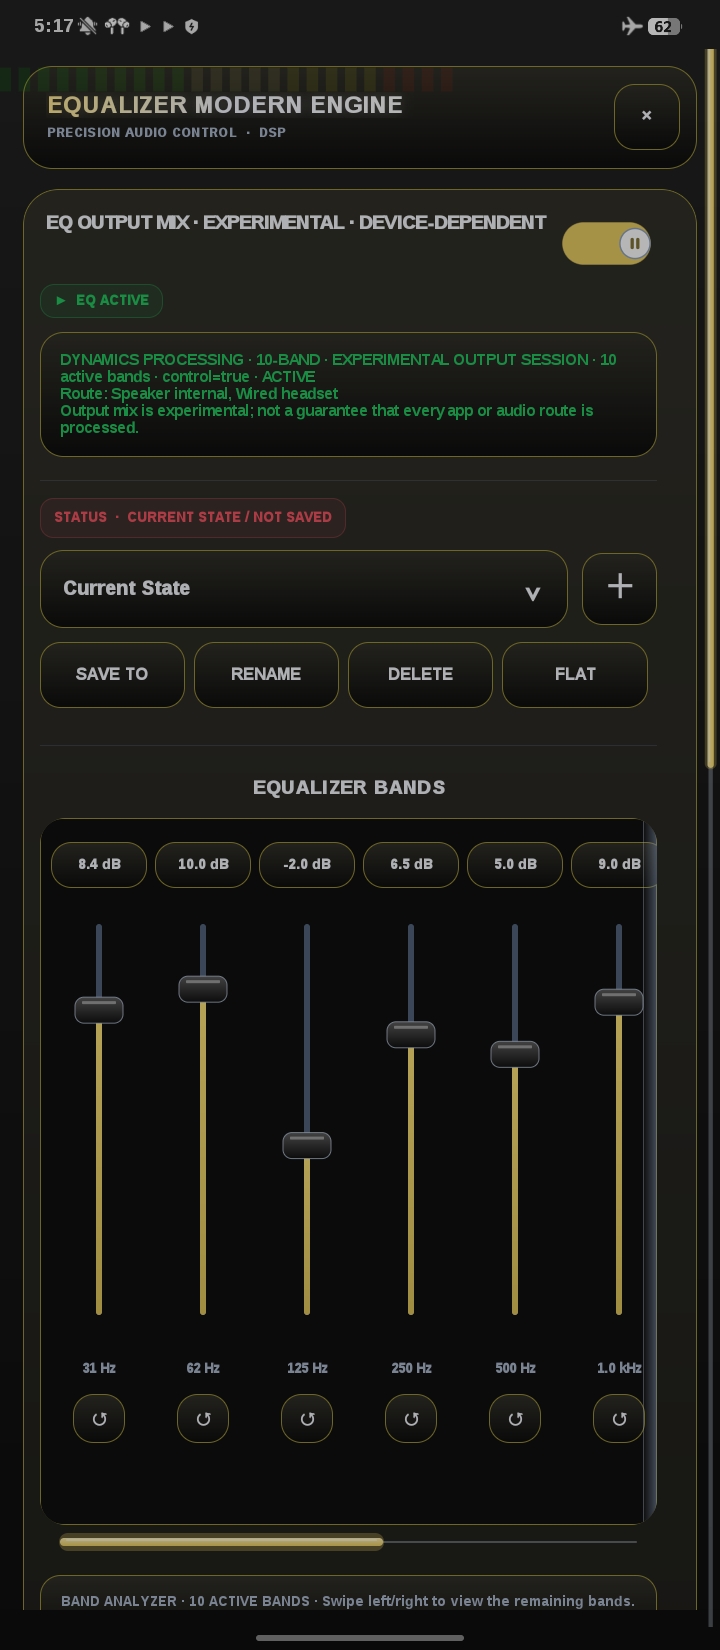 5:17
62
EQUALIZER MODERN ENGINE
PRECISION AUDIO CONTROL · DSP
×
EQ OUTPUT MIX · EXPERIMENTAL · DEVICE-DEPENDENT
► EQ ACTIVE
DYNAMICS PROCESSING · 10-BAND · EXPERIMENTAL OUTPUT SESSION · 10
active bands · control=true · ACTIVE
Route: Speaker internal, Wired headset
Output mix is experimental; not a guarantee that every app or audio route is
processed.
STATUS · CURRENT STATE / NOT SAVED
Current State
+
SAVE TO RENAME DELETE FLAT
EQUALIZER BANDS
8.4 dB 10.0 dB -2.0 dB 6.5 dB 5.0 dB 9.0 dB
31 Hz 62 Hz 125 Hz 250 Hz 500 Hz 1.0 kHz
BAND ANALYZER · 10 ACTIVE BANDS · Swipe left/right to view the remaining bands.